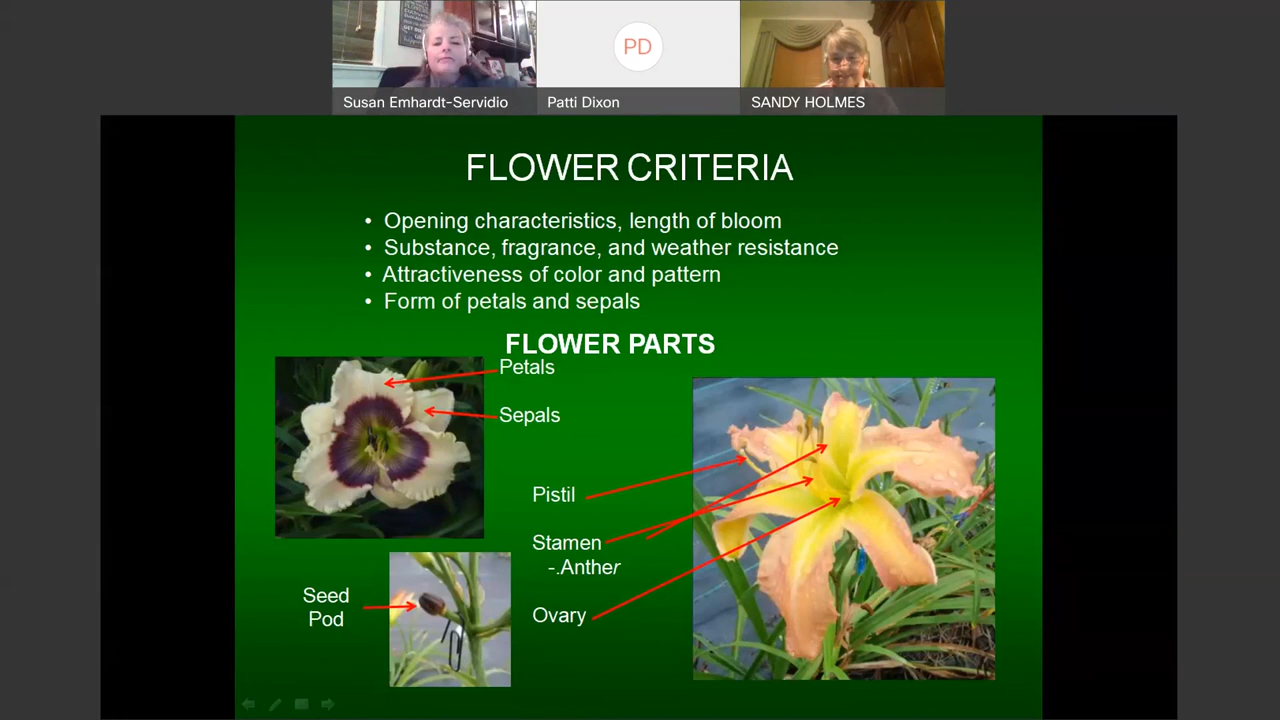 PD
Susan Emhardt-Servidio
Patti Dixon
SANDY HOLMES
FLOWER CRITERIA
• Opening characteristics, length of bloom
• Substance, fragrance, and weather resistance
• Attractiveness of color and pattern
• Form of petals and sepals
FLOWER PARTS
Petals
Sepals
Pistil
Stamen
-.Anther
Ovary
Seed
Pod